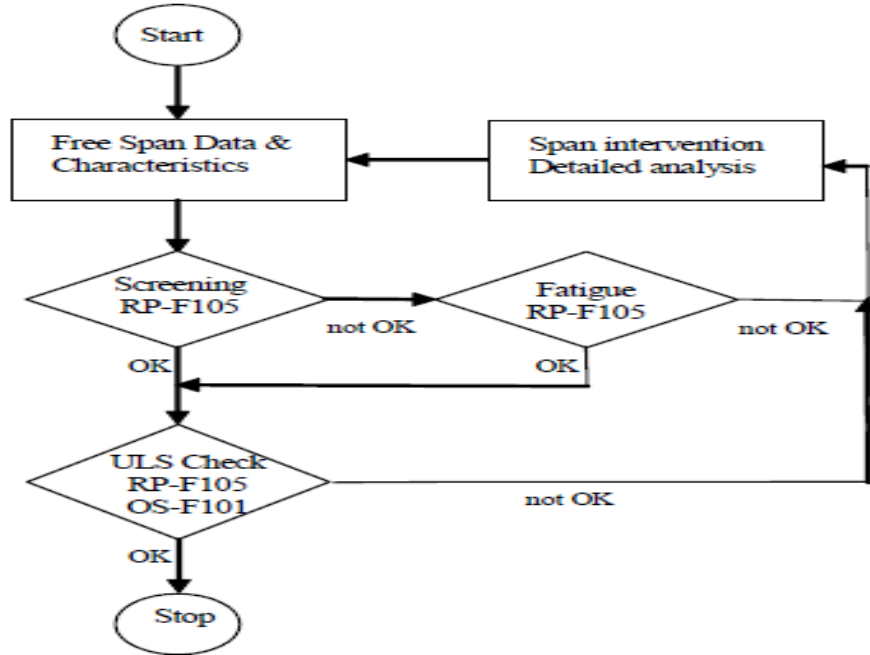 Start
Free Span Data &
Characteristics
Span intervention
Detailed analysis
Screening
RP-F105
not OK
Fatigue
RP-F105
not OK
OK
OK
ULS Check
RP-F105
OS-F101
not OK
OK
Stop